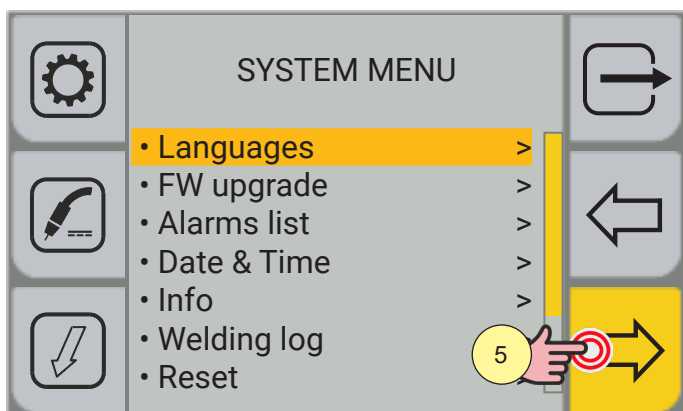 SYSTEM MENU
• Languages >
• FW upgrade >
• Alarms list >
• Date & Time >
• Info >
• Welding log
• Reset
5